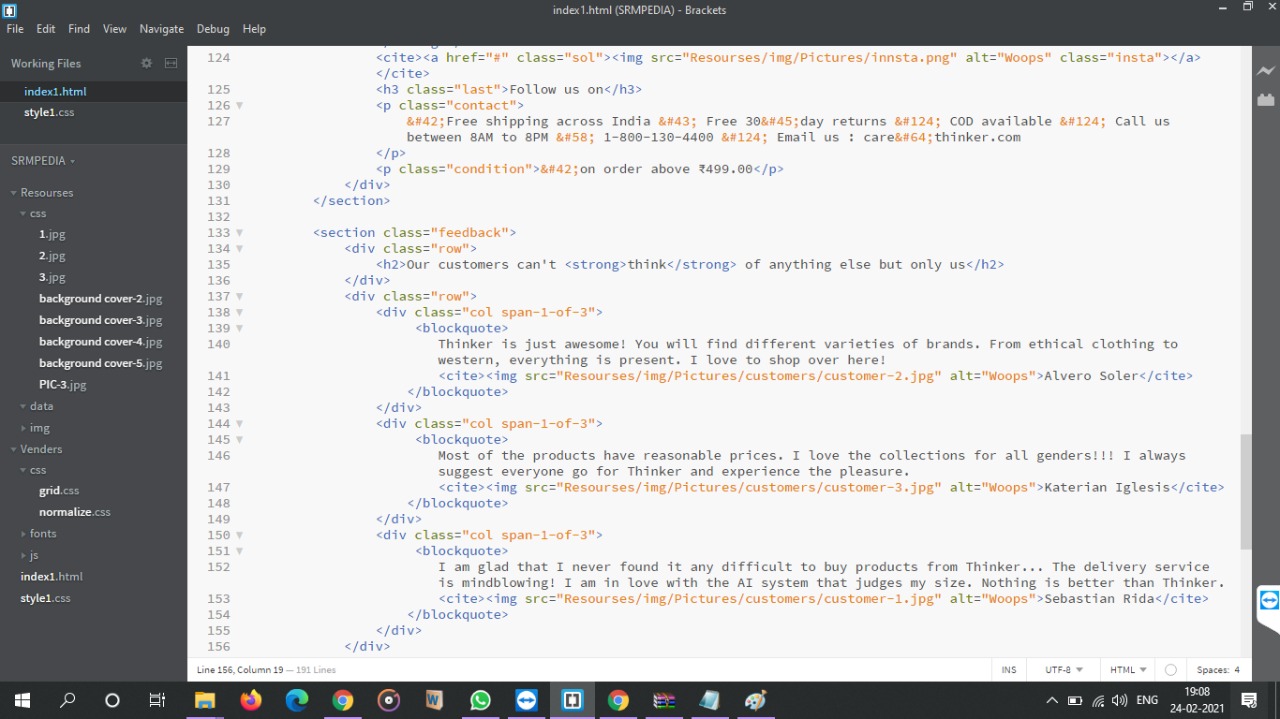 index1.html (SRMPEDIA) - Brackets
File Edit Find View Navigate Debug Help
Working Files
index1.html
style1.css
SRMPEDIA
Resourses
css
1.jpg
2.jpg
3.jpg
background cover-2.jpg
background cover-3.jpg
background cover-4.jpg
background cover-5.jpg
PIC-3.jpg
data
img
Venders
css
grid.css
normalize.css
fonts
js
index1.html
style1.css
124 <cite><a href="#" class="sol"><img src="Resourses/img/Pictures/innsta.png" alt="Woops" class="insta"></a>
</cite>
125 <h3 class="last">Follow us on</h3>
126 <p class="contact">
127 &#42;Free shipping across India &#43; Free 30&#45;day returns &#124; COD available &#124; Call us
between 8AM to 8PM &#58; 1-800-130-4400 &#124; Email us : care&#64;thinker.com
128 </p>
129 <p class="condition">&#42;on order above ₹499.00</p>
130 </div>
131 </section>
132
133 <section class="feedback">
134 <div class="row">
135 <h2>Our customers can't <strong>think</strong> of anything else but only us</h2>
136 </div>
137 <div class="row">
138 <div class="col span-1-of-3">
139 <blockquote>
140 Thinker is just awesome! You will find different varieties of brands. From ethical clothing to
western, everything is present. I love to shop over here!
141 <cite><img src="Resourses/img/Pictures/customers/customer-2.jpg" alt="Woops">Alvero Soler</cite>
142 </blockquote>
143 </div>
144 <div class="col span-1-of-3">
145 <blockquote>
146 Most of the products have reasonable prices. I love the collections for all genders!!! I always
suggest everyone go for Thinker and experience the pleasure.
147 <cite><img src="Resourses/img/Pictures/customers/customer-3.jpg" alt="Woops">Katerian Iglesis</cite>
148 </blockquote>
149 </div>
150 <div class="col span-1-of-3">
151 <blockquote>
152 I am glad that I never found it any difficult to buy products from Thinker... The delivery service
is mindblowing! I am in love with the AI system that judges my size. Nothing is better than Thinker.
153 <cite><img src="Resourses/img/Pictures/customers/customer-1.jpg" alt="Woops">Sebastian Rida</cite>
154 </blockquote>
155 </div>
156 </div>
Line 156, Column 19 — 191 Lines
INS UTF-8 HTML Spaces: 4
ENG
19:08
24-02-2021